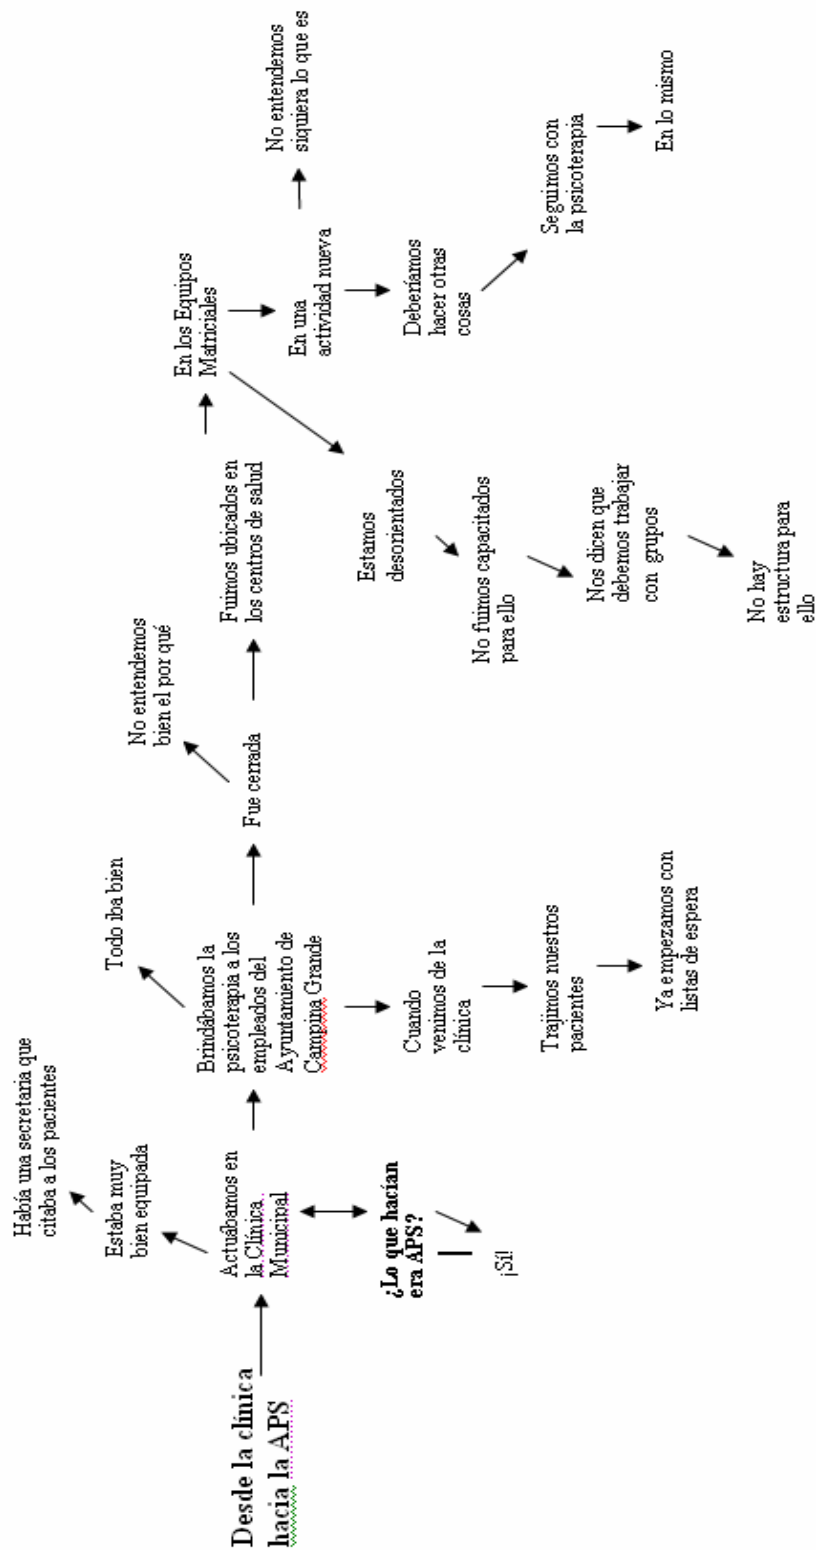 Desde la clínica
hacia la APS
Actuábamos en
la Clínica
Municipal
Estaba muy
bien equipada
Había una secretaria que
citaba a los pacientes
¿Lo que hacían
era APS?
¡Sí!
Brindábamos la
psicoterapia a los
empleados del
Ayuntamiento de
Campina Grande
Todo iba bien
Cuando
venimos de la
clínica
Trajimos nuestros
pacientes
Ya empezamos con
listas de espera
Fue cerrada
No entendemos
bien el por qué
Fuimos ubicados en
los centros de salud
En los Equipos
Matriciales
Estamos
desorientados
No fuimos capacitados
para ello
Nos dicen que
debemos trabajar
con grupos
No hay
estructura para
ello
En una
actividad nueva
No entendemos
siquiera lo que es
Deberíamos
hacer otras
cosas
Seguimos con
la psicoterapia
En lo mismo